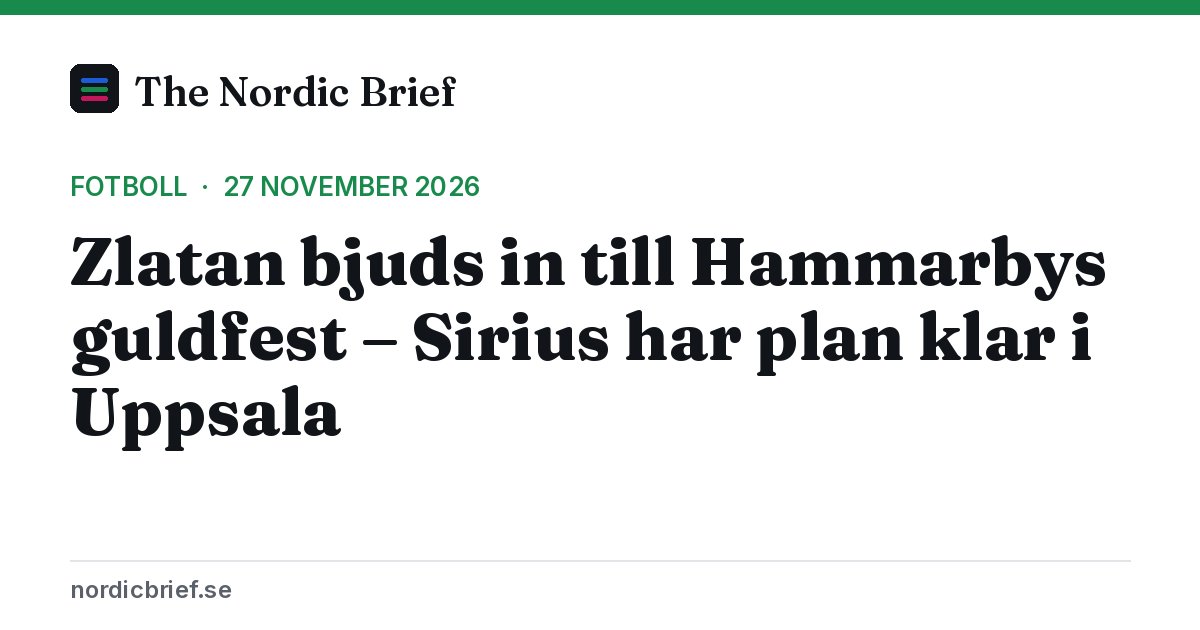 The Nordic Brief
FOTBOLL · 27 NOVEMBER 2026
Zlatan bjuds in till Hammarbys
guldfest – Sirius har plan klar i
Uppsala
nordicbrief.se